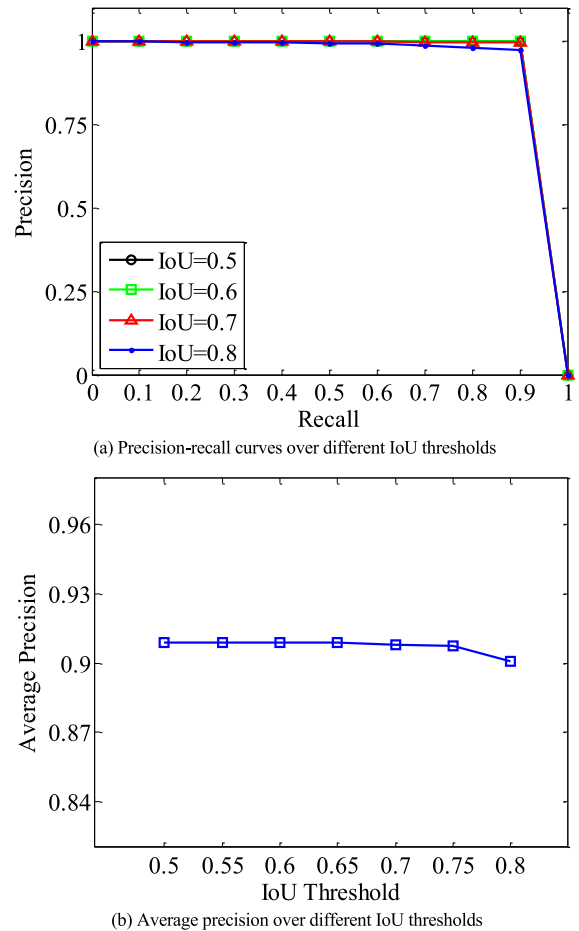 1
0.75
0.5
0.25
0
Precision
IoU=0.5
IoU=0.6
IoU=0.7
IoU=0.8
0 0.1 0.2 0.3 0.4 0.5 0.6 0.7 0.8 0.9 1
Recall
(a) Precision-recall curves over different IoU thresholds
0.96
0.93
0.9
0.87
0.84
Average Precision
0.5 0.55 0.6 0.65 0.7 0.75 0.8
IoU Threshold
(b) Average precision over different IoU thresholds